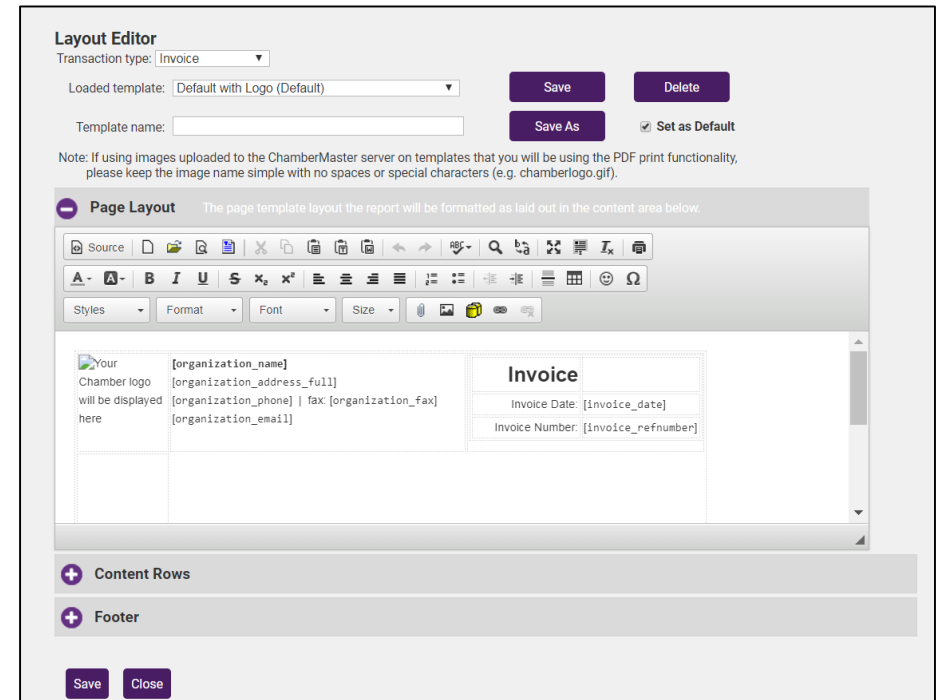 Layout Editor
Transaction type: Invoice
Loaded template: Default with Logo (Default) Save Delete
Template name: Save As Set as Default
Note: If using images uploaded to the ChamberMaster server on templates that you will be using the PDF print functionality,
please keep the image name simple with no spaces or special characters (e.g. chamberlogo.gif).
Page Layout The page template layout the report will be formatted as laid out in the content area below.
Source ABC
A A B I U S x₂ x² Ω
Styles Format Font Size
Your [organization_name]
Chamber logo [organization_address_full] Invoice
will be displayed [organization_phone] | fax: [organization_fax] Invoice Date: [invoice_date]
here [organization_email] Invoice Number: [invoice_refnumber]
Content Rows
Footer
Save Close